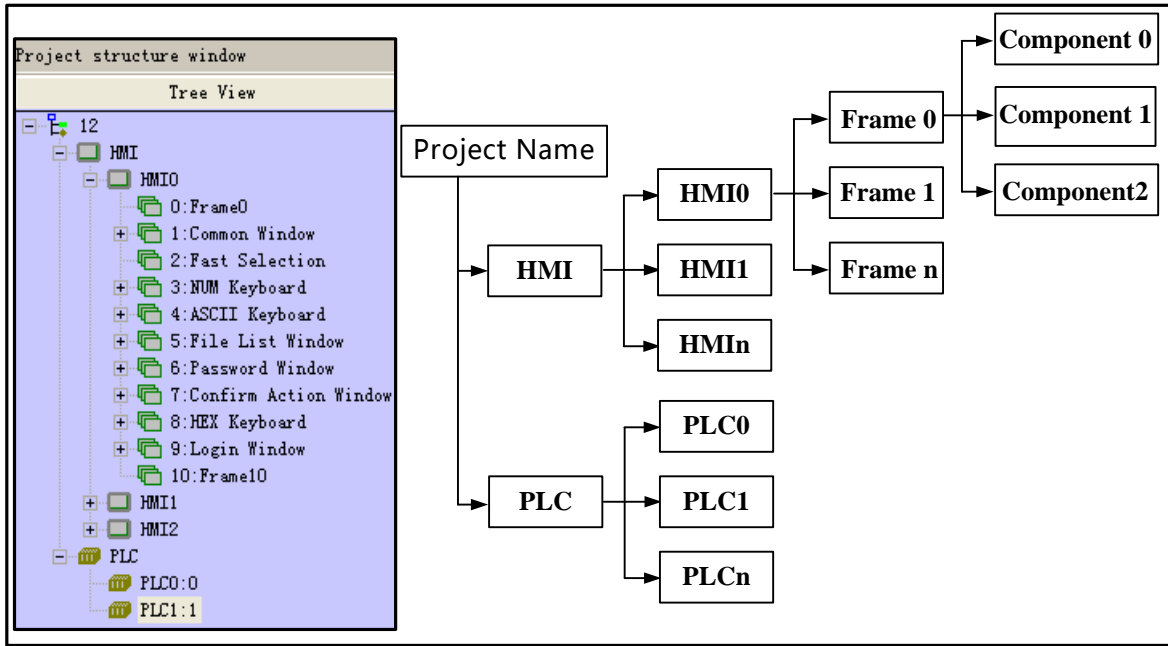 Project structure window
Tree View
12
HMI
HMI0
0:Frame0
1:Common Window
2:Fast Selection
3:NUM Keyboard
4:ASCII Keyboard
5:File List Window
6:Password Window
7:Confirm Action Window
8:HEX Keyboard
9:Login Window
10:Frame10
HMI1
HMI2
PLC
PLC0:0
PLC1:1
Project Name
HMI
PLC
HMI0
HMI1
HMIn
PLC0
PLC1
PLCn
Frame 0
Frame 1
Frame n
Component 0
Component 1
Component2